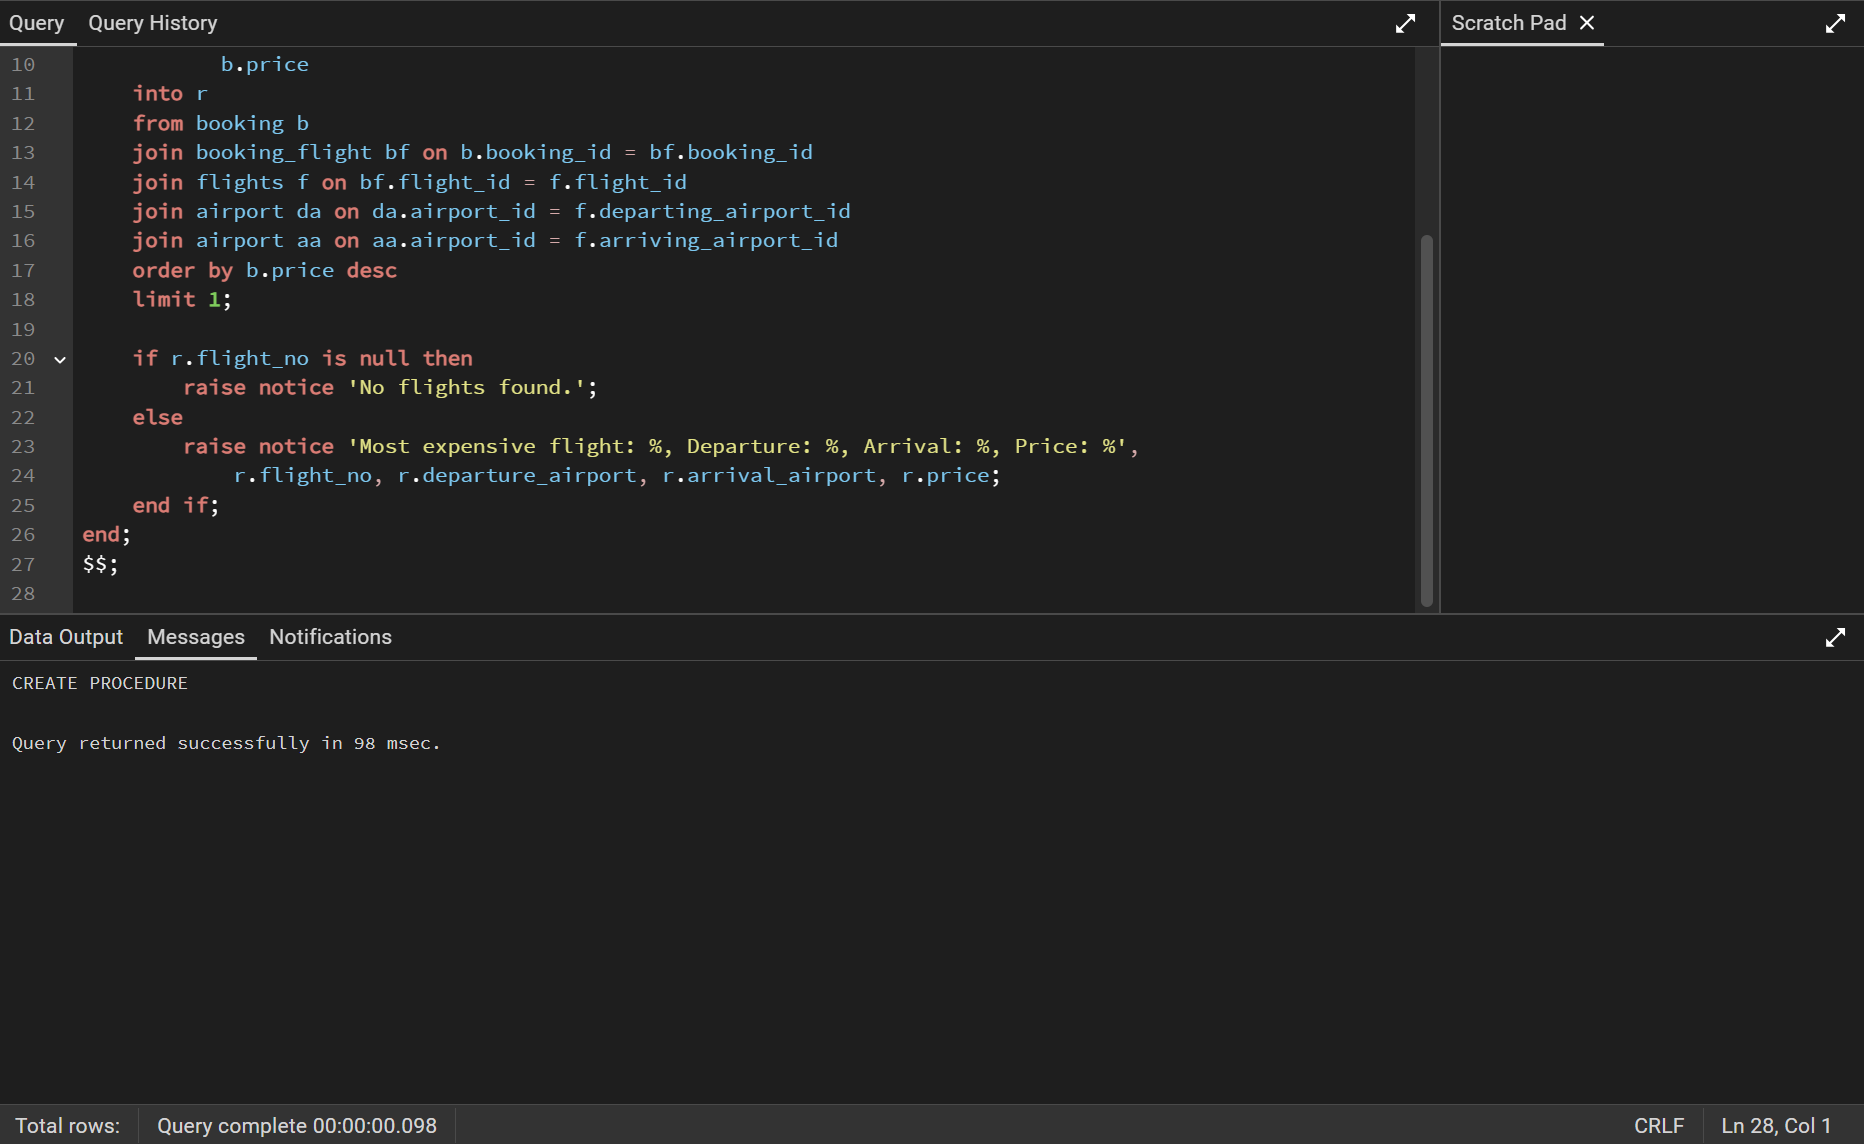 Query Query History Scratch Pad
10 b.price
11 into r
12 from booking b
13 join booking_flight bf on b.booking_id = bf.booking_id
14 join flights f on bf.flight_id = f.flight_id
15 join airport da on da.airport_id = f.departing_airport_id
16 join airport aa on aa.airport_id = f.arriving_airport_id
17 order by b.price desc
18 limit 1;
19
20 if r.flight_no is null then
21 raise notice 'No flights found.';
22 else
23 raise notice 'Most expensive flight: %, Departure: %, Arrival: %, Price: %',
24 r.flight_no, r.departure_airport, r.arrival_airport, r.price;
25 end if;
26 end;
27 $$;
28
Data Output Messages Notifications
CREATE PROCEDURE
Query returned successfully in 98 msec.
Total rows: Query complete 00:00:00.098 CRLF Ln 28, Col 1